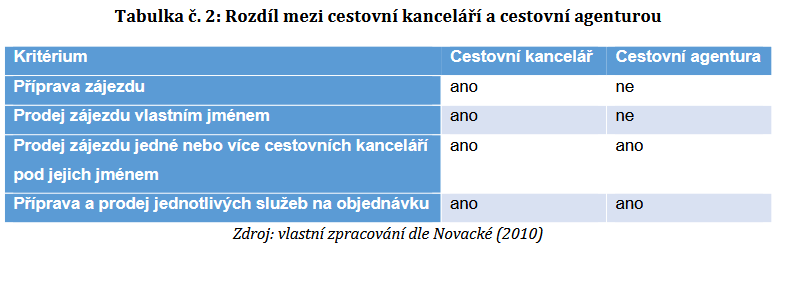 Tabulka č. 2: Rozdíl mezi cestovní kanceláří a cestovní agenturou
Kritérium Cestovní kancelář Cestovní agentura
Příprava zájezdu ano ne
Prodej zájezdu vlastním jménem ano ne
Prodej zájezdu jedné nebo více cestovních kanceláří ano ano
pod jejich jménem
Příprava a prodej jednotlivých služeb na objednávku ano ano
Zdroj: vlastní zpracování dle Novacké (2010)